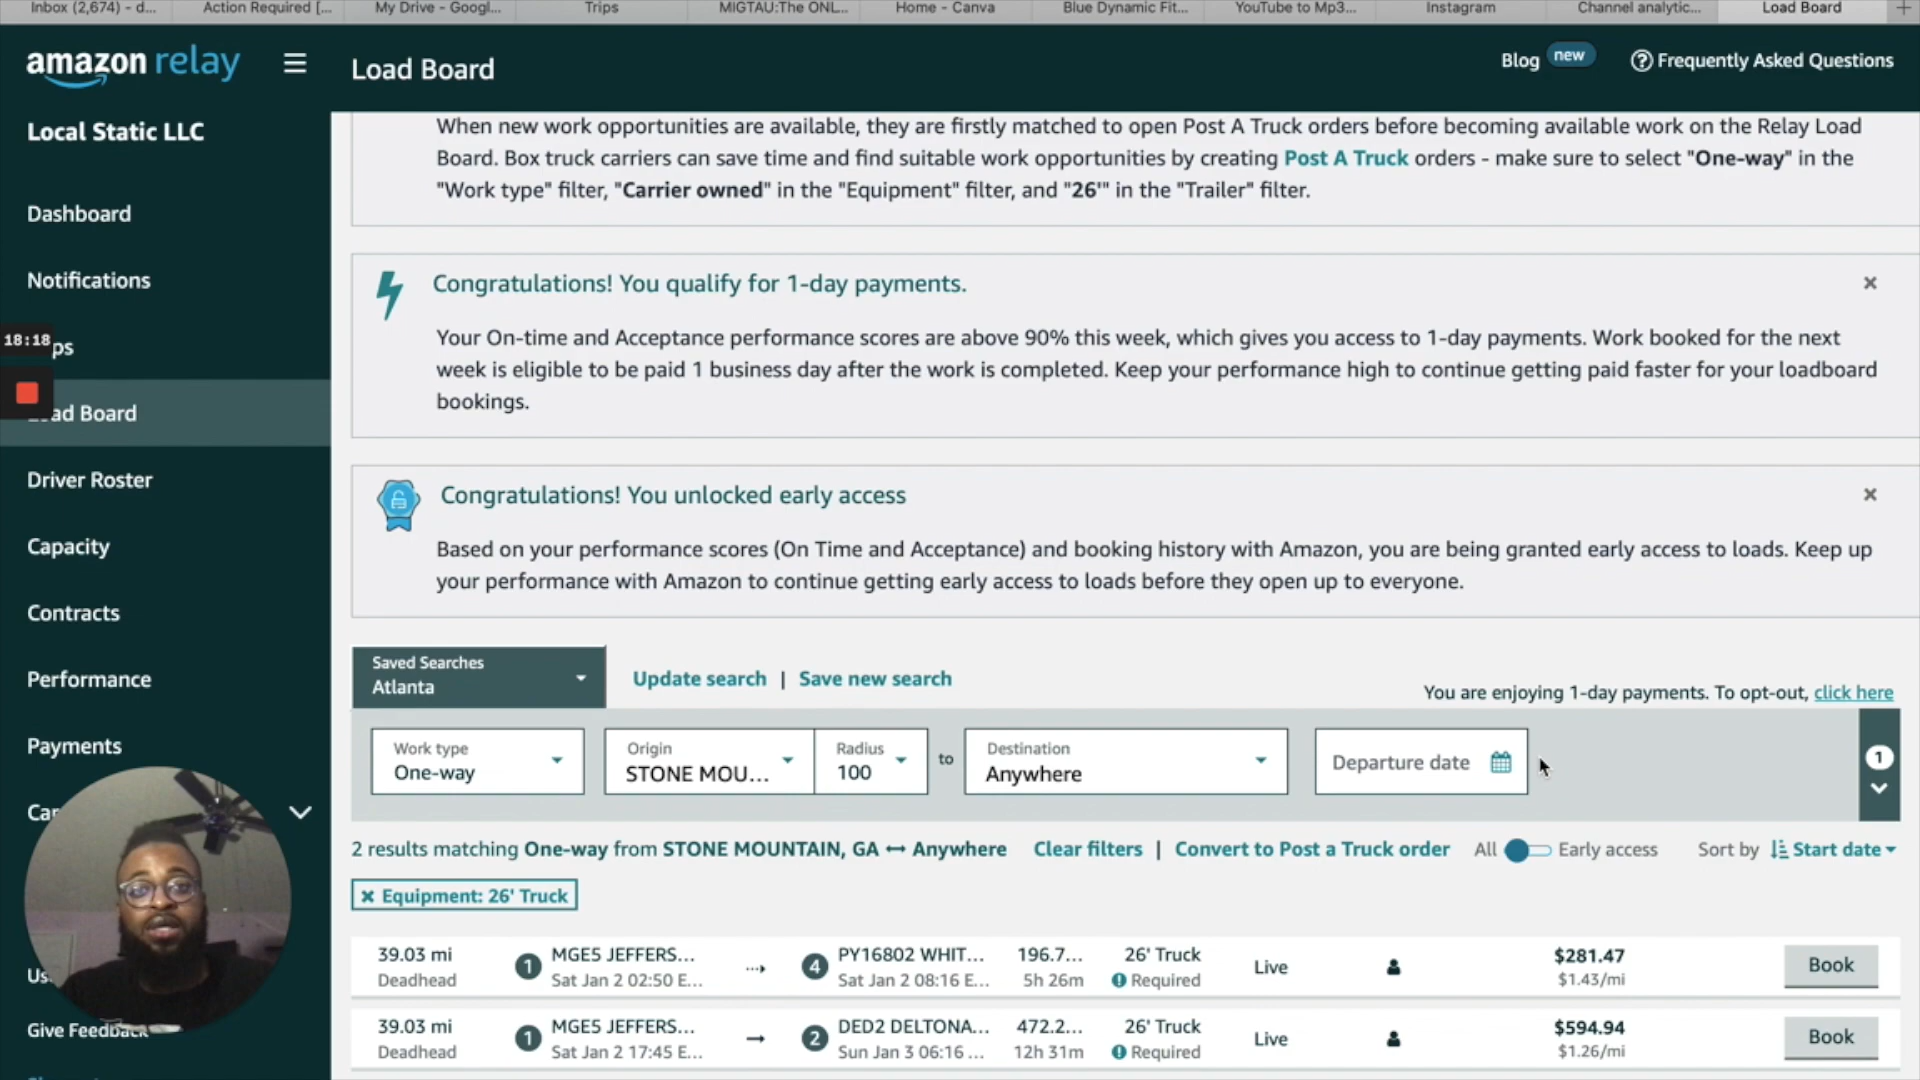 Inbox (2,674) – d...
Action Required [...
My Drive – Googl...
Trips
MIGTAU:The ONL...
Home – Canva
Blue Dynamic Fit...
YouTube to Mp3...
Instagram
Channel analytic...
Load Board
amazon relay
Load Board
Blog new
Frequently Asked Questions
Local Static LLC
Dashboard
Notifications
18:18
ps
ad Board
Driver Roster
Capacity
Contracts
Performance
Payments
Car
Us
Give Feedback
When new work opportunities are available, they are firstly matched to open Post A Truck orders before becoming available work on the Relay Load
Board. Box truck carriers can save time and find suitable work opportunities by creating Post A Truck orders - make sure to select "One-way" in the
"Work type" filter, "Carrier owned" in the "Equipment" filter, and "26'" in the "Trailer" filter.
Congratulations! You qualify for 1-day payments.
Your On-time and Acceptance performance scores are above 90% this week, which gives you access to 1-day payments. Work booked for the next
week is eligible to be paid 1 business day after the work is completed. Keep your performance high to continue getting paid faster for your loadboard
bookings.
Congratulations! You unlocked early access
Based on your performance scores (On Time and Acceptance) and booking history with Amazon, you are being granted early access to loads. Keep up
your performance with Amazon to continue getting early access to loads before they open up to everyone.
Saved Searches
Atlanta
Update search | Save new search
You are enjoying 1-day payments. To opt-out, click here
Work type
One-way
Origin
STONE MOU...
Radius
100
to
Destination
Anywhere
Departure date
1
2 results matching One-way from STONE MOUNTAIN, GA ↔ Anywhere
Clear filters | Convert to Post a Truck order
All Early access
Sort by Start date
× Equipment: 26' Truck
39.03 mi 1 MGE5 JEFFERS... 4 PY16802 WHIT... 196.7... 26' Truck Live $281.47 Book
Deadhead Sat Jan 2 02:50 E... Sat Jan 2 08:16 E... 5h 26m Required $1.43/mi
39.03 mi 1 MGE5 JEFFERS... → 2 DED2 DELTONA... 472.2... 26' Truck Live $594.94 Book
Deadhead Sat Jan 2 17:45 E... Sun Jan 3 06:16 ... 12h 31m Required $1.26/mi